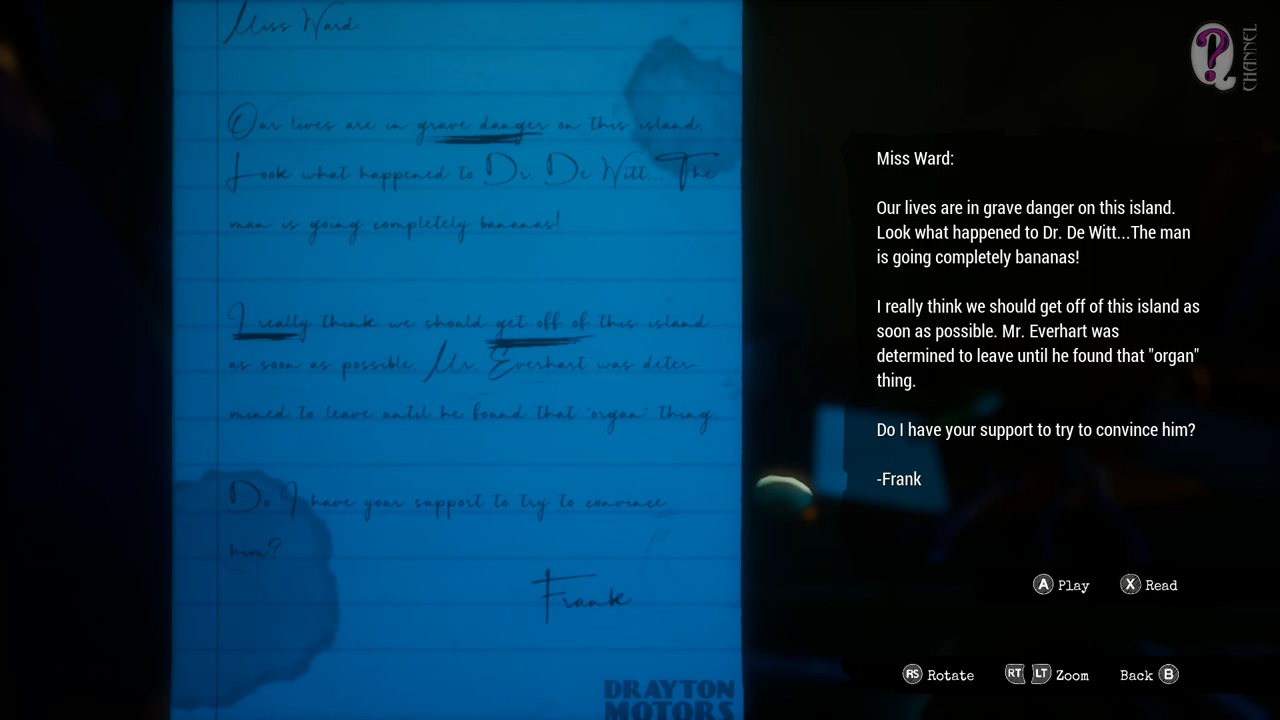 Miss Ward:
Our lives are in grave danger on this island.
Look what happened to Dr. De Witt... The
man is going completely bananas!
I really think we should get off of this island
as soon as possible. Mr. Everhart was deter-
mined to leave until he found that "organ" thing.
Do I have your support to try to convince
him?
Frank
DRAYTON
MOTORS
? CHANNEL
Miss Ward:
Our lives are in grave danger on this island.
Look what happened to Dr. De Witt...The man
is going completely bananas!
I really think we should get off of this island as
soon as possible. Mr. Everhart was
determined to leave until he found that "organ"
thing.
Do I have your support to try to convince him?
-Frank
A Play X Read
RS Rotate RT LT Zoom Back B